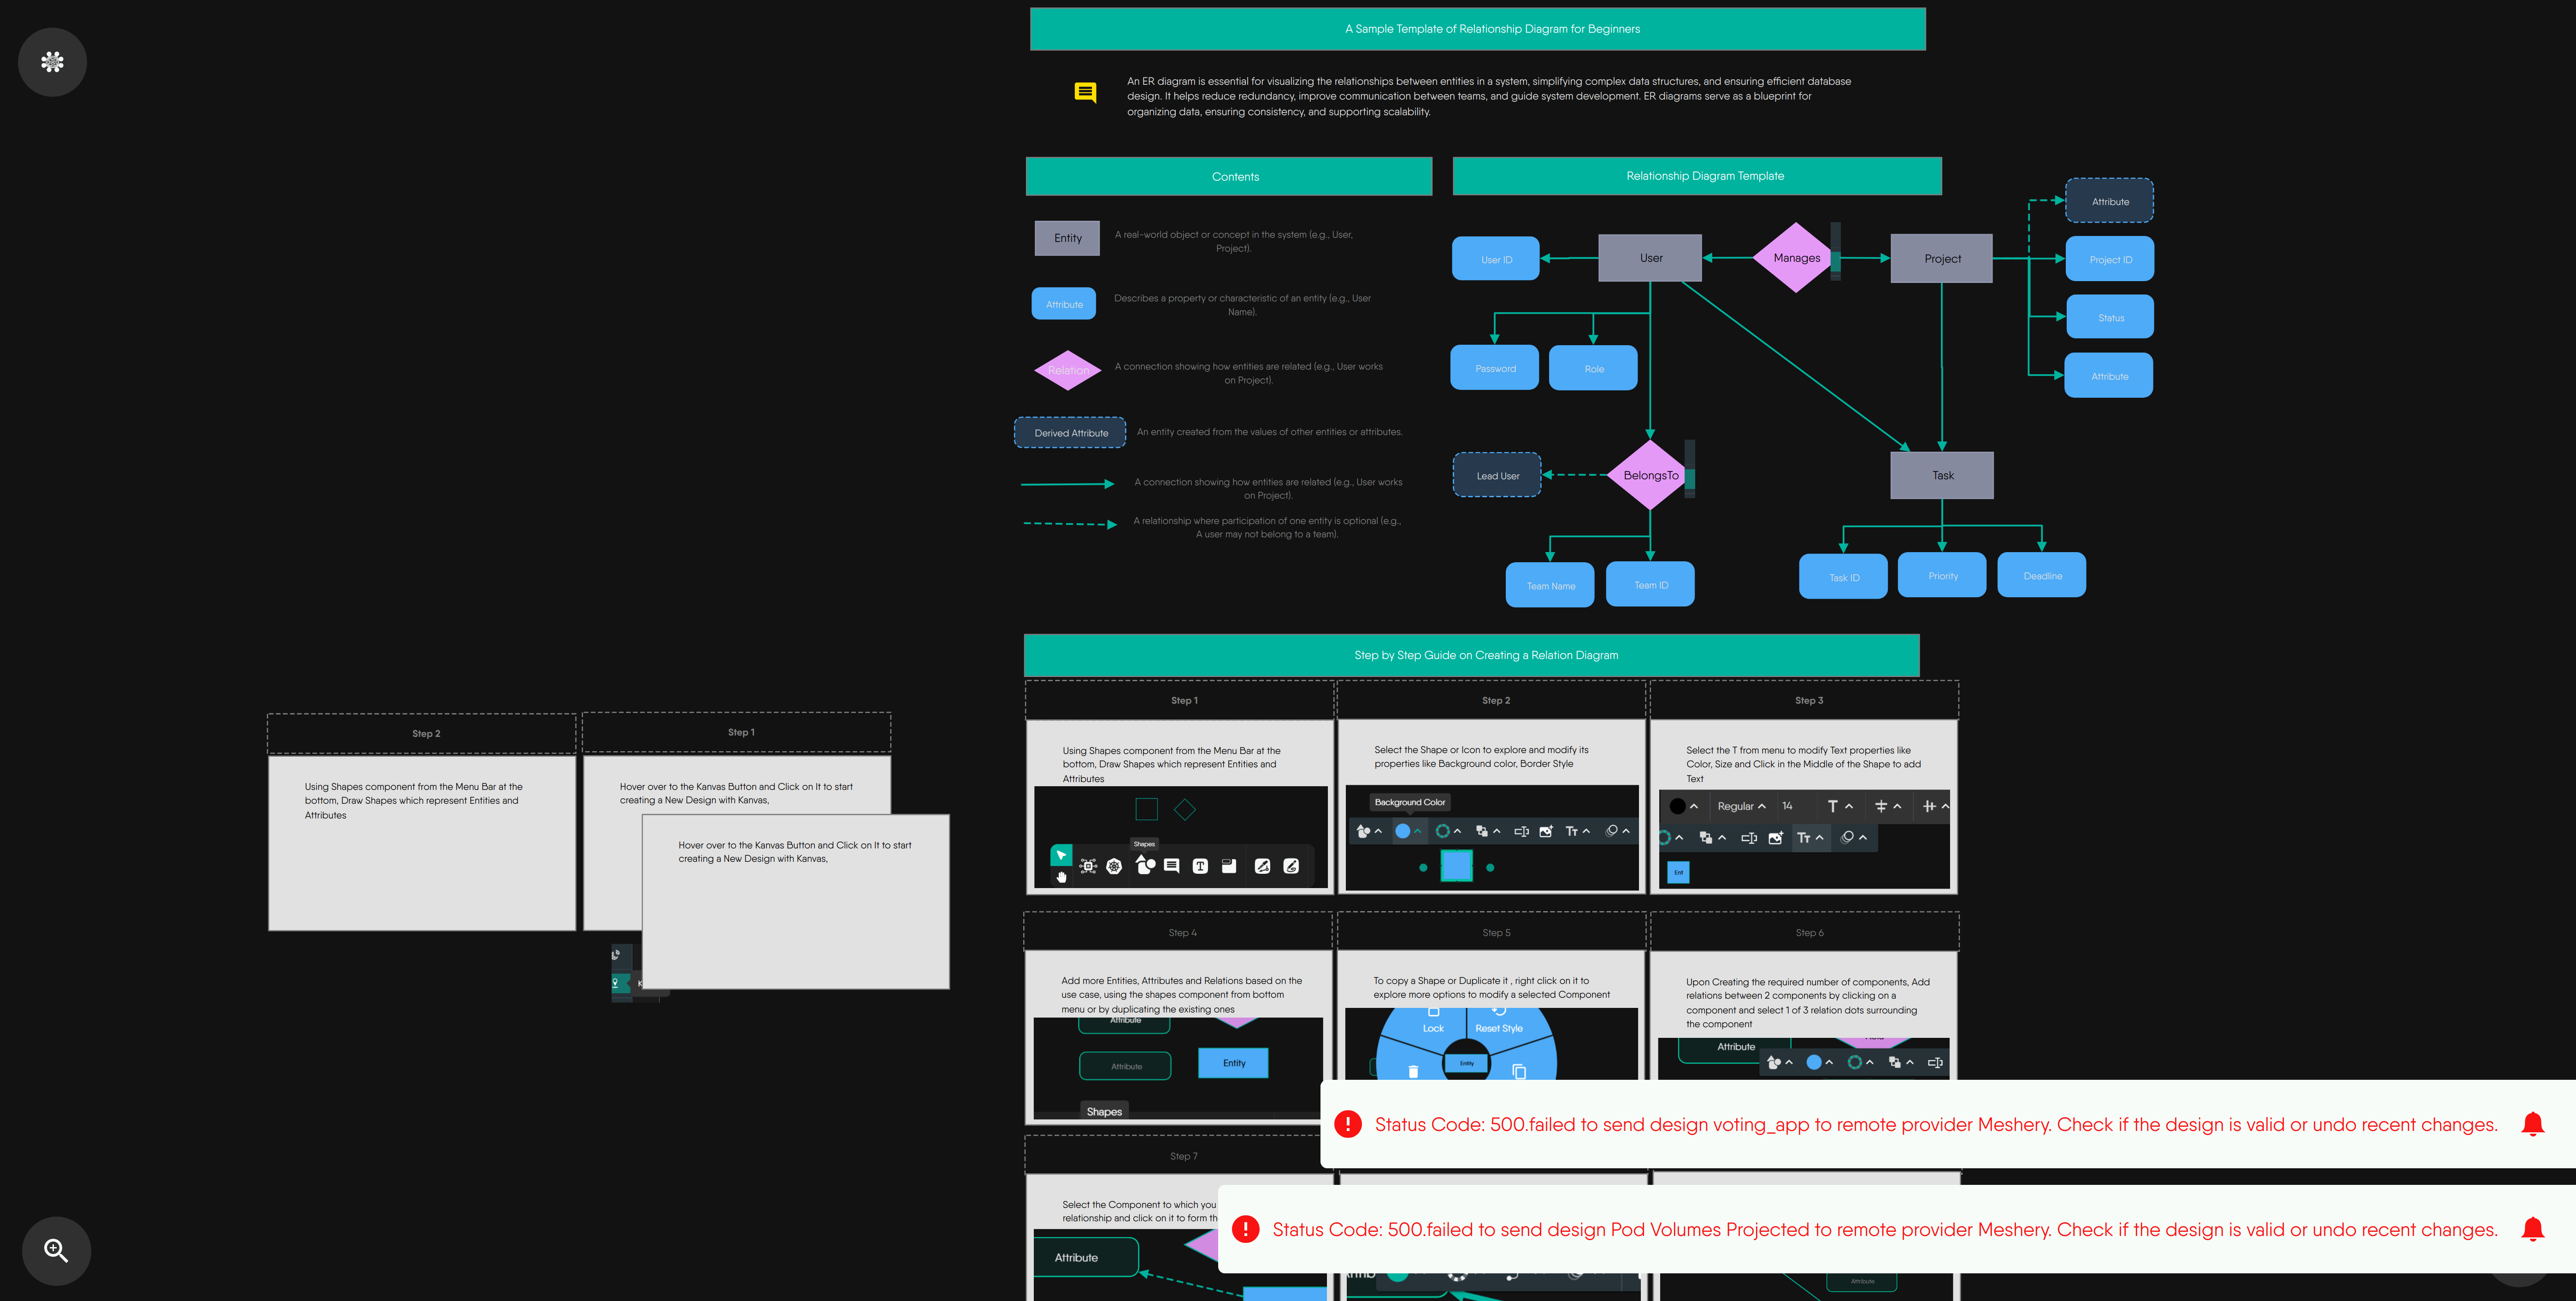 A Sample Template of Relationship Diagram for Beginners
An ER diagram is essential for visualizing the relationships between entities in a system, simplifying complex data structures, and ensuring efficient database
design. It helps reduce redundancy, improve communication between teams, and guide system development. ER diagrams serve as a blueprint for
organizing data, ensuring consistency, and supporting scalability.
Contents
Entity
A real-world object or concept in the system (e.g., User,
Project).
Attribute
Describes a property or characteristic of an entity (e.g., User
Name).
Relation
A connection showing how entities are related (e.g., User works
on Project).
Derived Attribute
An entity created from the values of other entities or attributes.
A connection showing how entities are related (e.g., User works
on Project).
A relationship where participation of one entity is optional (e.g.,
A user may not belong to a team).
Relationship Diagram Template
User ID
User
Manages
Project
Attribute
Project ID
Status
Attribute
Password
Role
Lead User
BelongsTo
Task
Team Name
Team ID
Task ID
Priority
Deadline
Step by Step Guide on Creating a Relation Diagram
Step 2
Using Shapes component from the Menu Bar at the
bottom, Draw Shapes which represent Entities and
Attributes
Step 1
Hover over to the Kanvas Button and Click on It to start
creating a New Design with Kanvas,
Hover over to the Kanvas Button and Click on It to start
creating a New Design with Kanvas,
K
Step 1
Using Shapes component from the Menu Bar at the
bottom, Draw Shapes which represent Entities and
Attributes
Shapes
T
Step 2
Select the Shape or Icon to explore and modify its
properties like Background color, Border Style
Background Color
Tт
Step 3
Select the T from menu to modify Text properties like
Color, Size and Click in the Middle of the Shape to add
Text
Regular
14
T
Tт
Ent
Step 4
Add more Entities, Attributes and Relations based on the
use case, using the shapes component from bottom
menu or by duplicating the existing ones
Attribute
Attribute
Entity
Shapes
Step 5
To copy a Shape or Duplicate it , right click on it to
explore more options to modify a selected Component
Lock
Reset Style
Entity
Step 6
Upon Creating the required number of components, Add
relations between 2 components by clicking on a
component and select 1 of 3 relation dots surrounding
the component
Attribute
Status Code: 500.failed to send design voting_app to remote provider Meshery. Check if the design is valid or undo recent changes.
Step 7
Select the Component to which you
relationship and click on it to form th
Attribute
Status Code: 500.failed to send design Pod Volumes Projected to remote provider Meshery. Check if the design is valid or undo recent changes.
Attribute